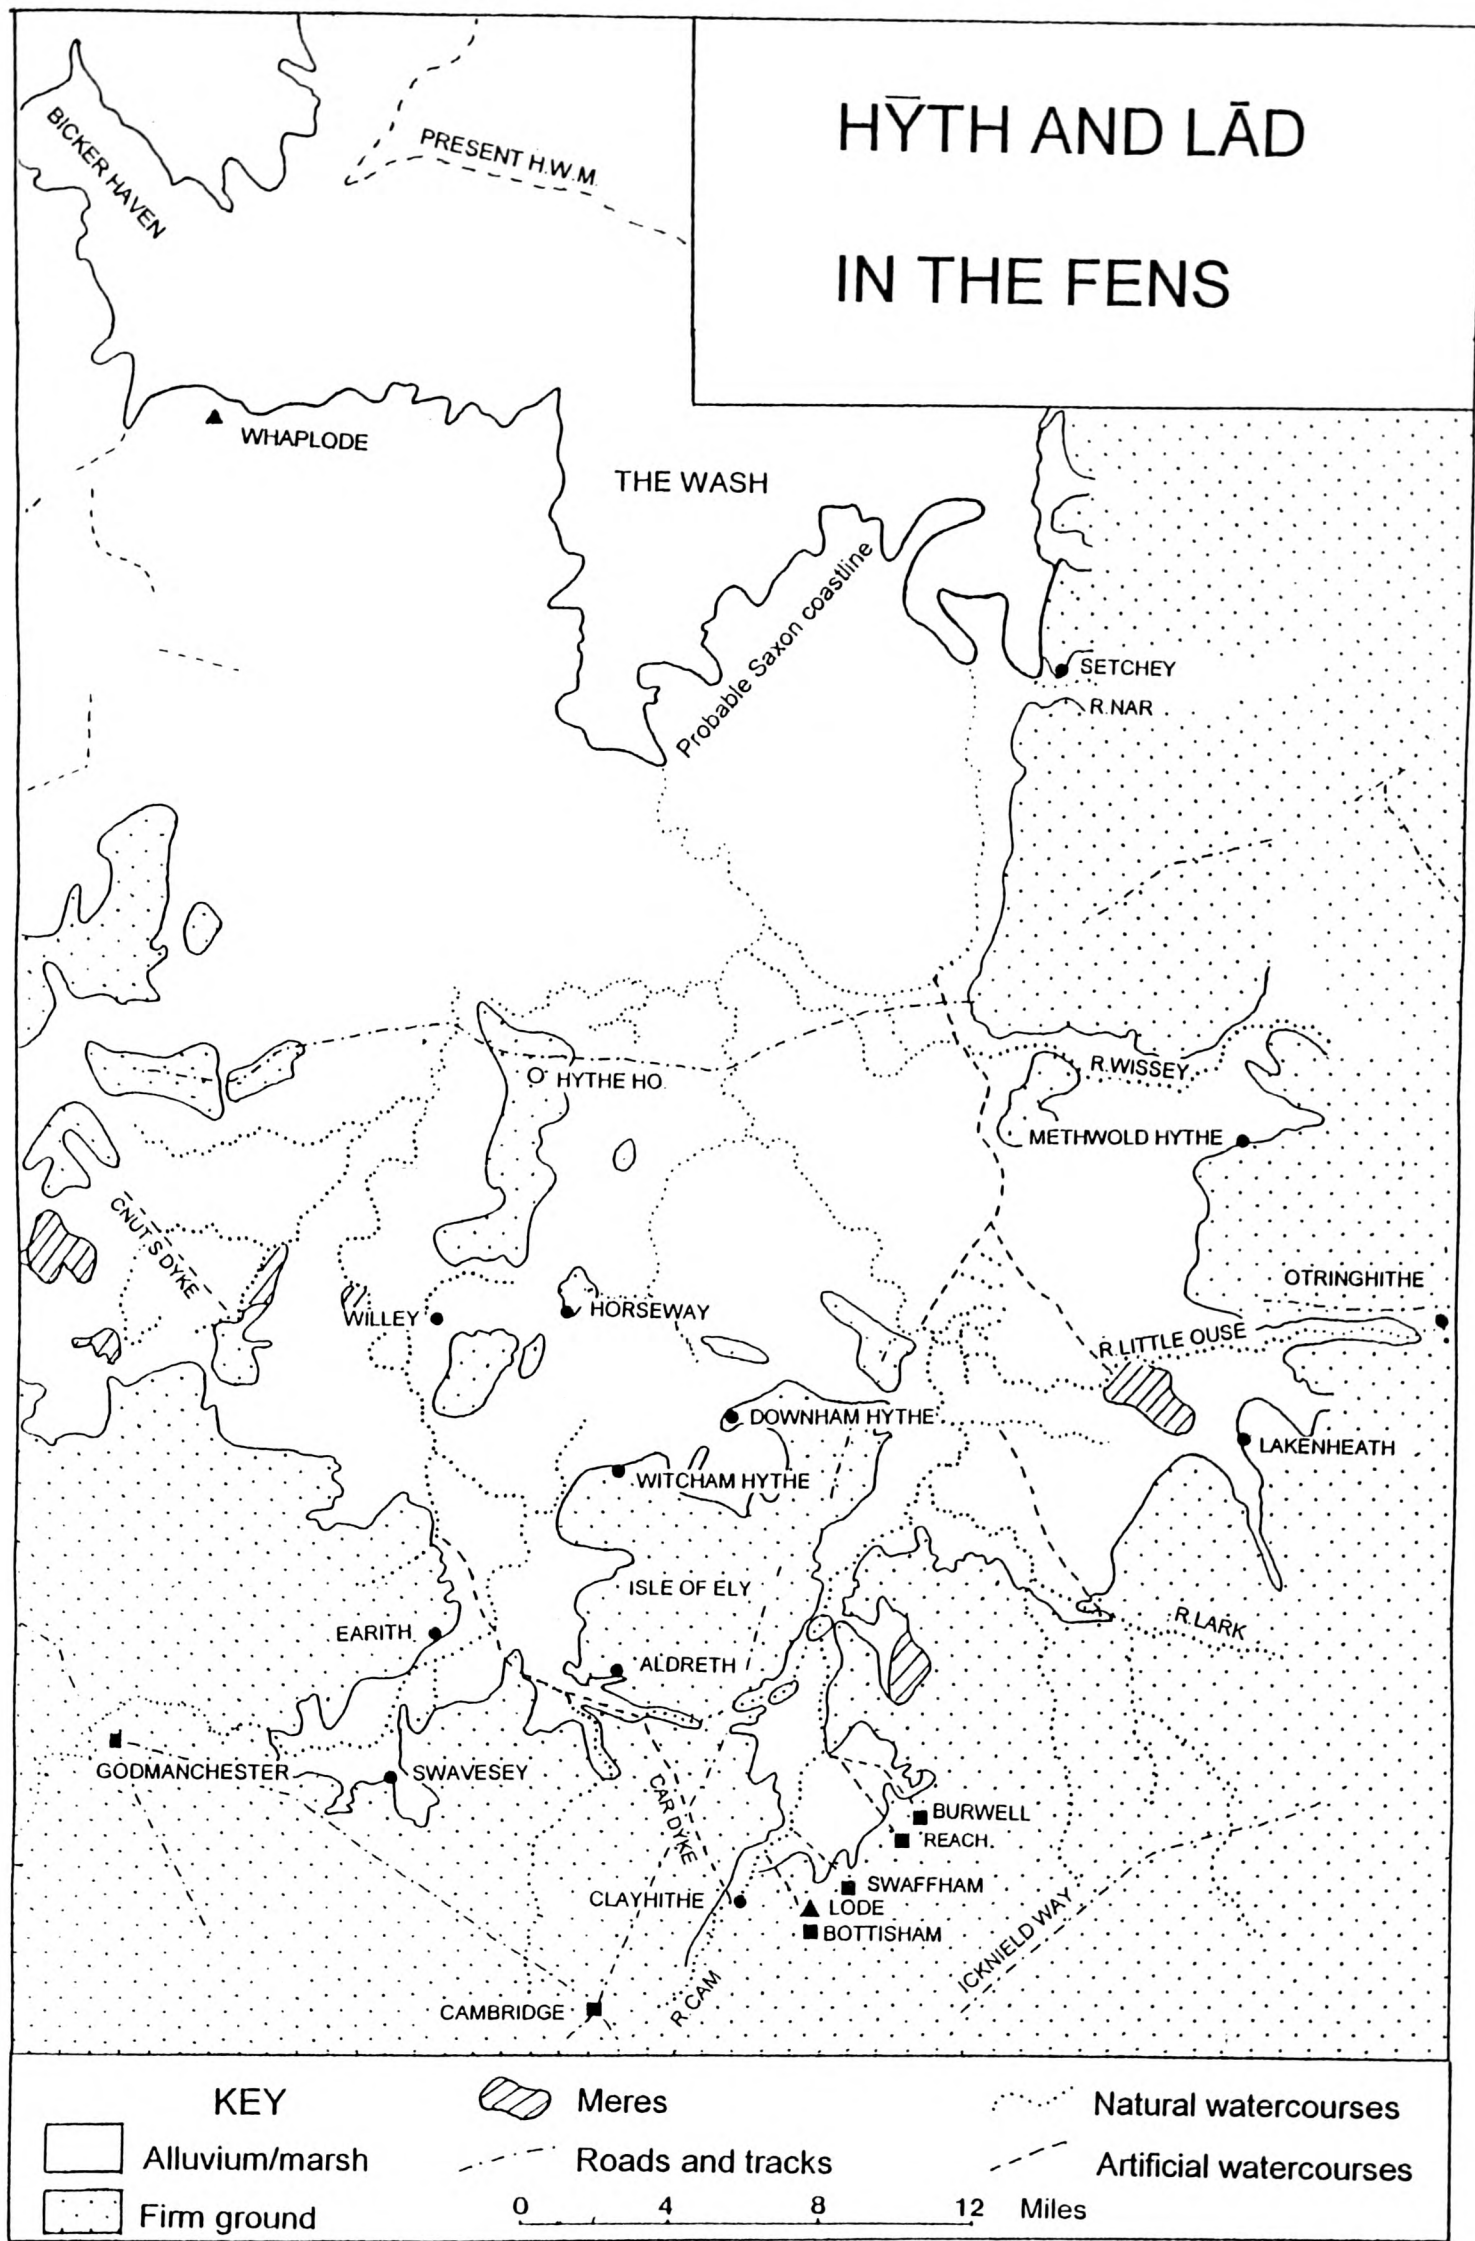 HȲTH AND LĀD
IN THE FENS
BICKER HAVEN
PRESENT H.W.M.
WHAPLODE
THE WASH
Probable Saxon coastline
SETCHEY
R.NAR
HYTHE HO.
R.WISSEY
METHWOLD HYTHE
CNUT'S DYKE
OTRINGHITHE
WILLEY
HORSEWAY
R.LITTLE OUSE
DOWNHAM HYTHE
LAKENHEATH
WITCHAM HYTHE
ISLE OF ELY
R.LARK
EARITH
ALDRETH
GODMANCHESTER
SWAVESEY
CAR DYKE
BURWELL
REACH
SWAFFHAM
CLAYHITHE
LODE
BOTTISHAM
ICKNIELD WAY
R.CAM
CAMBRIDGE
KEY
Meres
Natural watercourses
Alluvium/marsh
Roads and tracks
Artificial watercourses
Firm ground
0 4 8 12 Miles